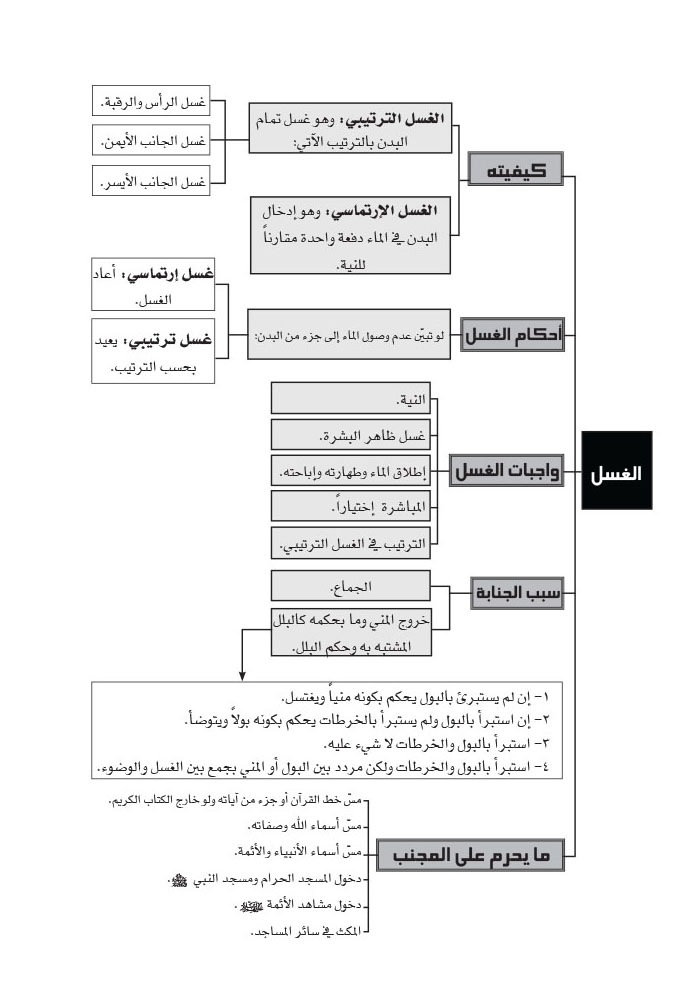 الغسل
كيفيته
الغسل الترتيبي: وهو غسل تمام
البدن بالترتيب الآتي:
غسل الرأس والرقبة.
غسل الجانب الأيمن.
غسل الجانب الأيسر.
الغسل الإرتماسي: وهو إدخال
البدن في الماء دفعة واحدة مقارناً
للنية.
أحكام الغسل
لو تبيّن عدم وصول الماء إلى جزء من البدن:
غسل إرتماسي: أعاد
الغسل.
غسل ترتيبي: يعيد
بحسب الترتيب.
واجبات الغسل
النية.
غسل ظاهر البشرة.
إطلاق الماء وطهارته وإباحته.
المباشرة إختياراً.
الترتيب في الغسل الترتيبي.
سبب الجنابة
الجماع.
خروج المني وما بحكمه كالبلل
المشتبه به وحكم البلل.
١- إن لم يستبرئ بالبول يحكم بكونه منياً ويغتسل.
٢- إن استبرأ بالبول ولم يستبرأ بالخرطات يحكم بكونه بولاً ويتوضأ.
٣- استبرأ بالبول والخرطات لا شيء عليه.
٤- استبرأ بالبول والخرطات ولكن مردد بين البول أو المني بجمع بين الغسل والوضوء.
ما يحرم على المجنب
مسّ خط القرآن أو جزء من آياته ولو خارج الكتاب الكريم.
مسّ أسماء الله وصفاته.
مسّ أسماء الأنبياء والأئمة.
دخول المسجد الحرام ومسجد النبي ﷺ.
دخول مشاهد الأئمة.
المكث في سائر المساجد.